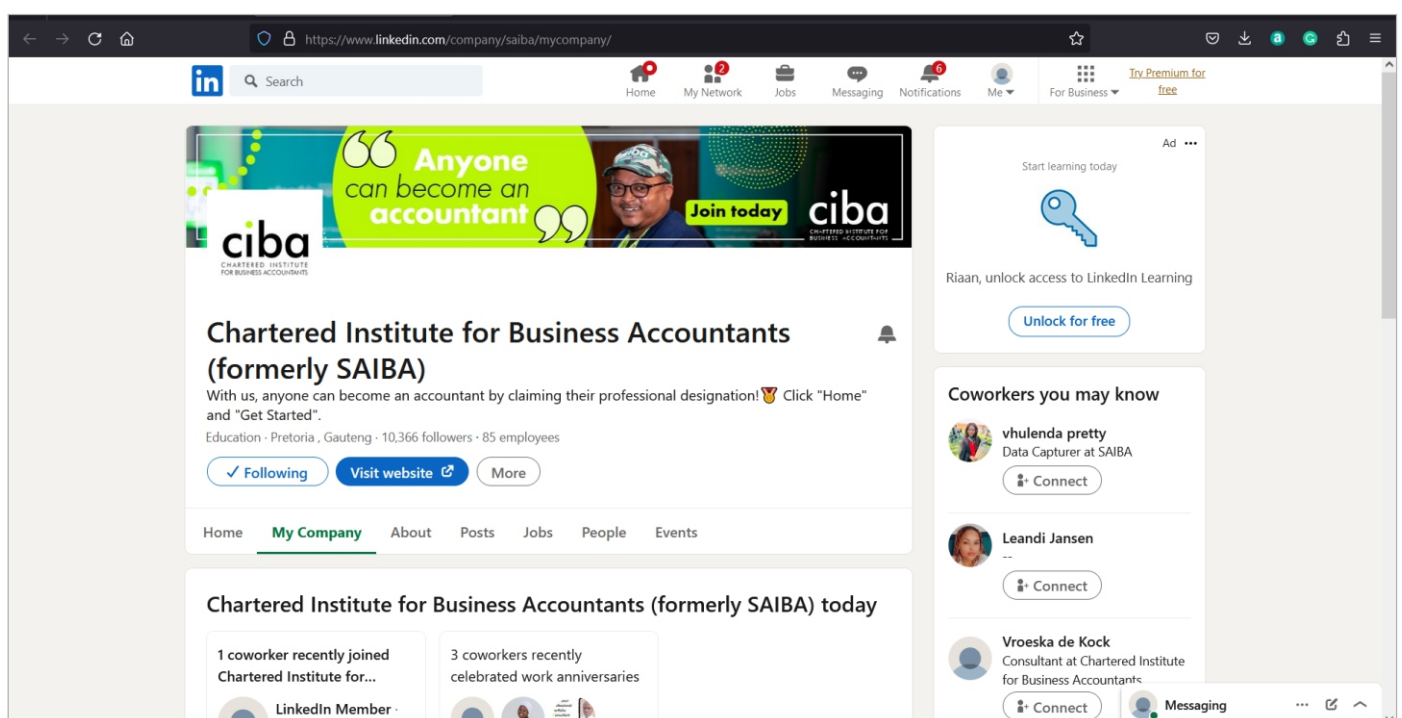 https://www.linkedin.com/company/saiba/mycompany/
in
Search
Home
2
My Network
Jobs
Messaging
6
Notifications
Me
For Business
Try Premium for
free
Anyone
can become an
accountant
Join today
ciba
CHARTERED INSTITUTE FOR
BUSINESS ACCOUNTANTS
ciba
CHARTERED INSTITUTE
FOR BUSINESS ACCOUNTANTS
Chartered Institute for Business Accountants
(formerly SAIBA)
With us, anyone can become an accountant by claiming their professional designation! Click "Home"
and "Get Started".
Education · Pretoria , Gauteng · 10,366 followers · 85 employees
Following
Visit website
More
Home My Company About Posts Jobs People Events
Chartered Institute for Business Accountants (formerly SAIBA) today
1 coworker recently joined
Chartered Institute for...
LinkedIn Member ·
3 coworkers recently
celebrated work anniversaries
Ad
Start learning today
Riaan, unlock access to LinkedIn Learning
Unlock for free
Coworkers you may know
vhulenda pretty
Data Capturer at SAIBA
Connect
Leandi Jansen
--
Connect
Vroeska de Kock
Consultant at Chartered Institute
for Business Accountants
Connect
Messaging